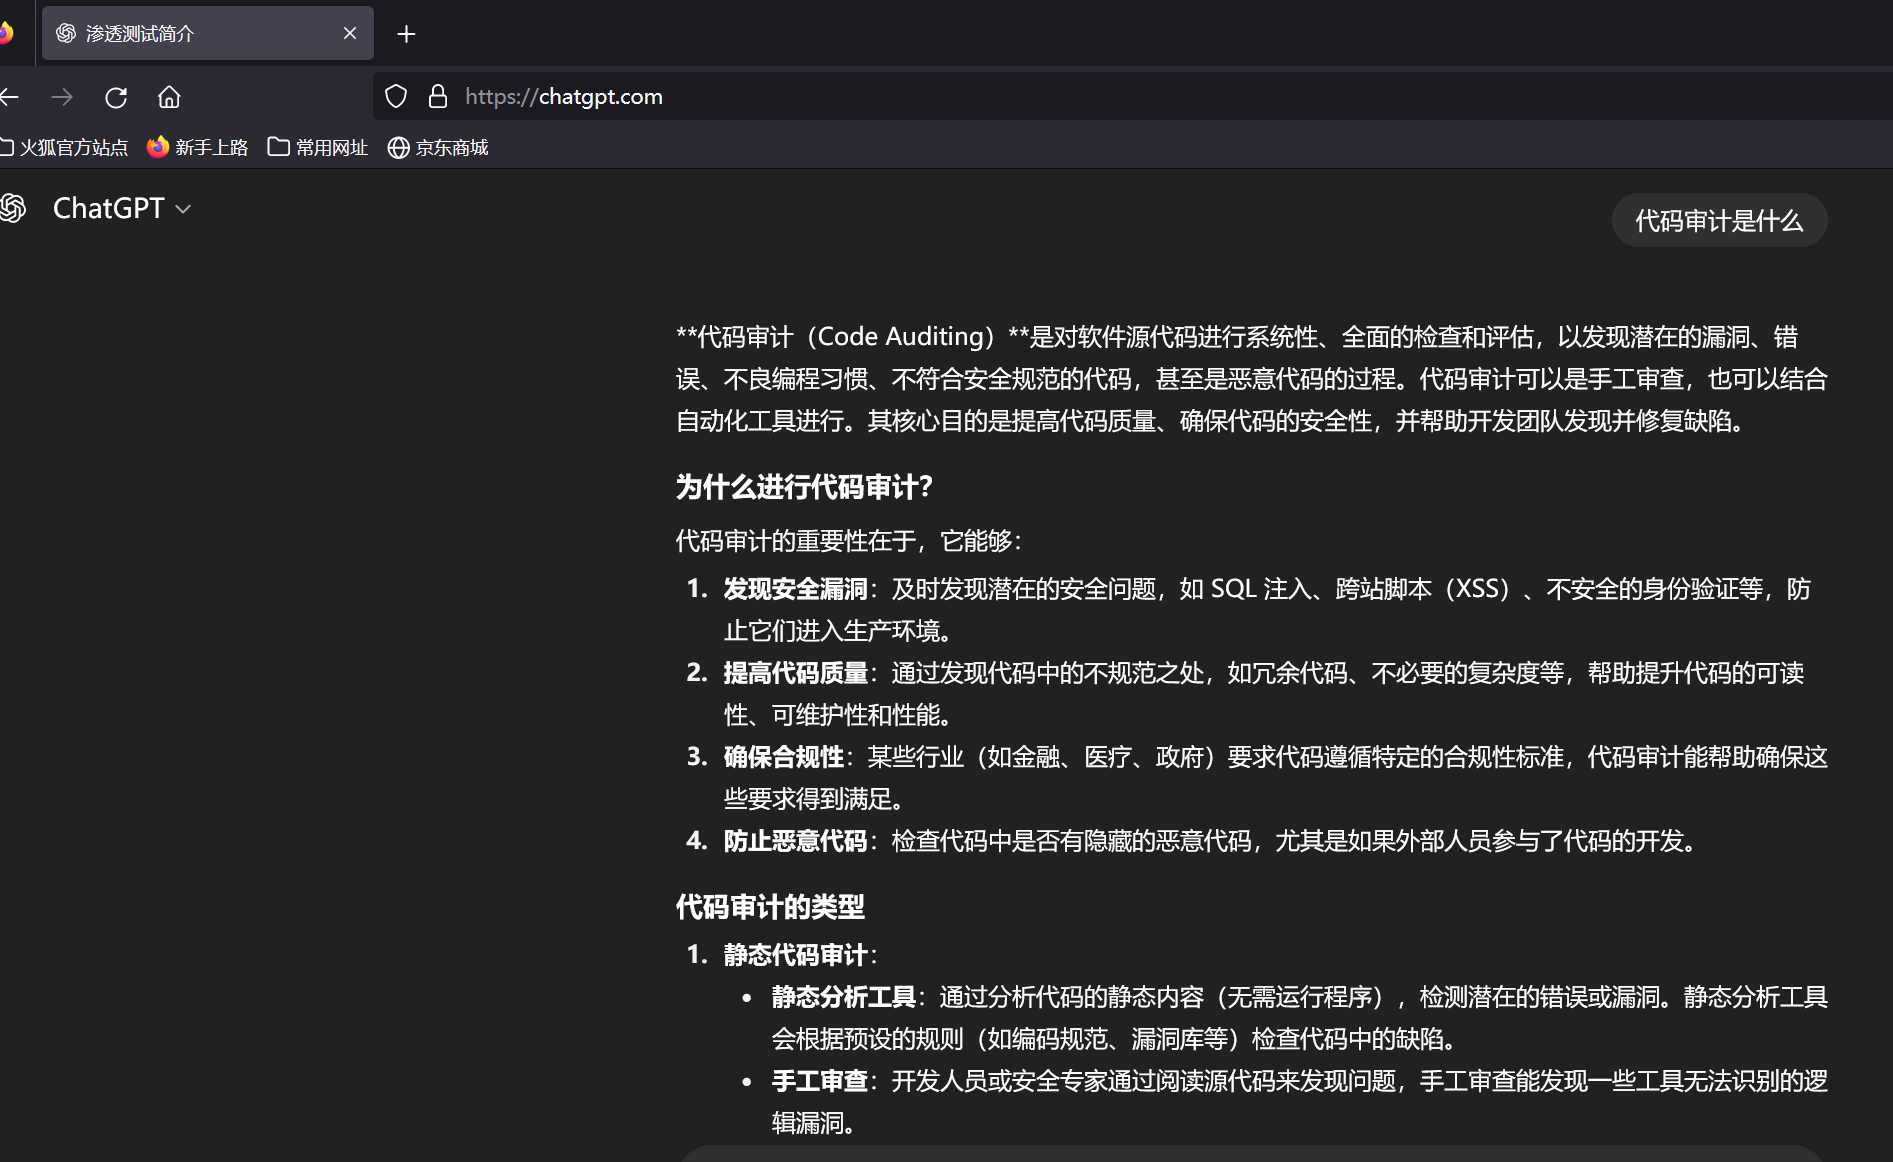 渗透测试简介
https://chatgpt.com
火狐官方站点 新手上路 常用网址 京东商城
ChatGPT
代码审计是什么
**代码审计（Code Auditing）**是对软件源代码进行系统性、全面的检查和评估，以发现潜在的漏洞、错
误、不良编程习惯、不符合安全规范的代码，甚至是恶意代码的过程。代码审计可以是手工审查，也可以结合
自动化工具进行。其核心目的是提高代码质量、确保代码的安全性，并帮助开发团队发现并修复缺陷。
为什么进行代码审计？
代码审计的重要性在于，它能够：
1. 发现安全漏洞：及时发现潜在的安全问题，如 SQL 注入、跨站脚本（XSS）、不安全的身份验证等，防
止它们进入生产环境。
2. 提高代码质量：通过发现代码中的不规范之处，如冗余代码、不必要的复杂度等，帮助提升代码的可读
性、可维护性和性能。
3. 确保合规性：某些行业（如金融、医疗、政府）要求代码遵循特定的合规性标准，代码审计能帮助确保这
些要求得到满足。
4. 防止恶意代码：检查代码中是否有隐藏的恶意代码，尤其是如果外部人员参与了代码的开发。
代码审计的类型
1. 静态代码审计：
• 静态分析工具：通过分析代码的静态内容（无需运行程序），检测潜在的错误或漏洞。静态分析工具
会根据预设的规则（如编码规范、漏洞库等）检查代码中的缺陷。
• 手工审查：开发人员或安全专家通过阅读源代码来发现问题，手工审查能发现一些工具无法识别的逻
辑漏洞。